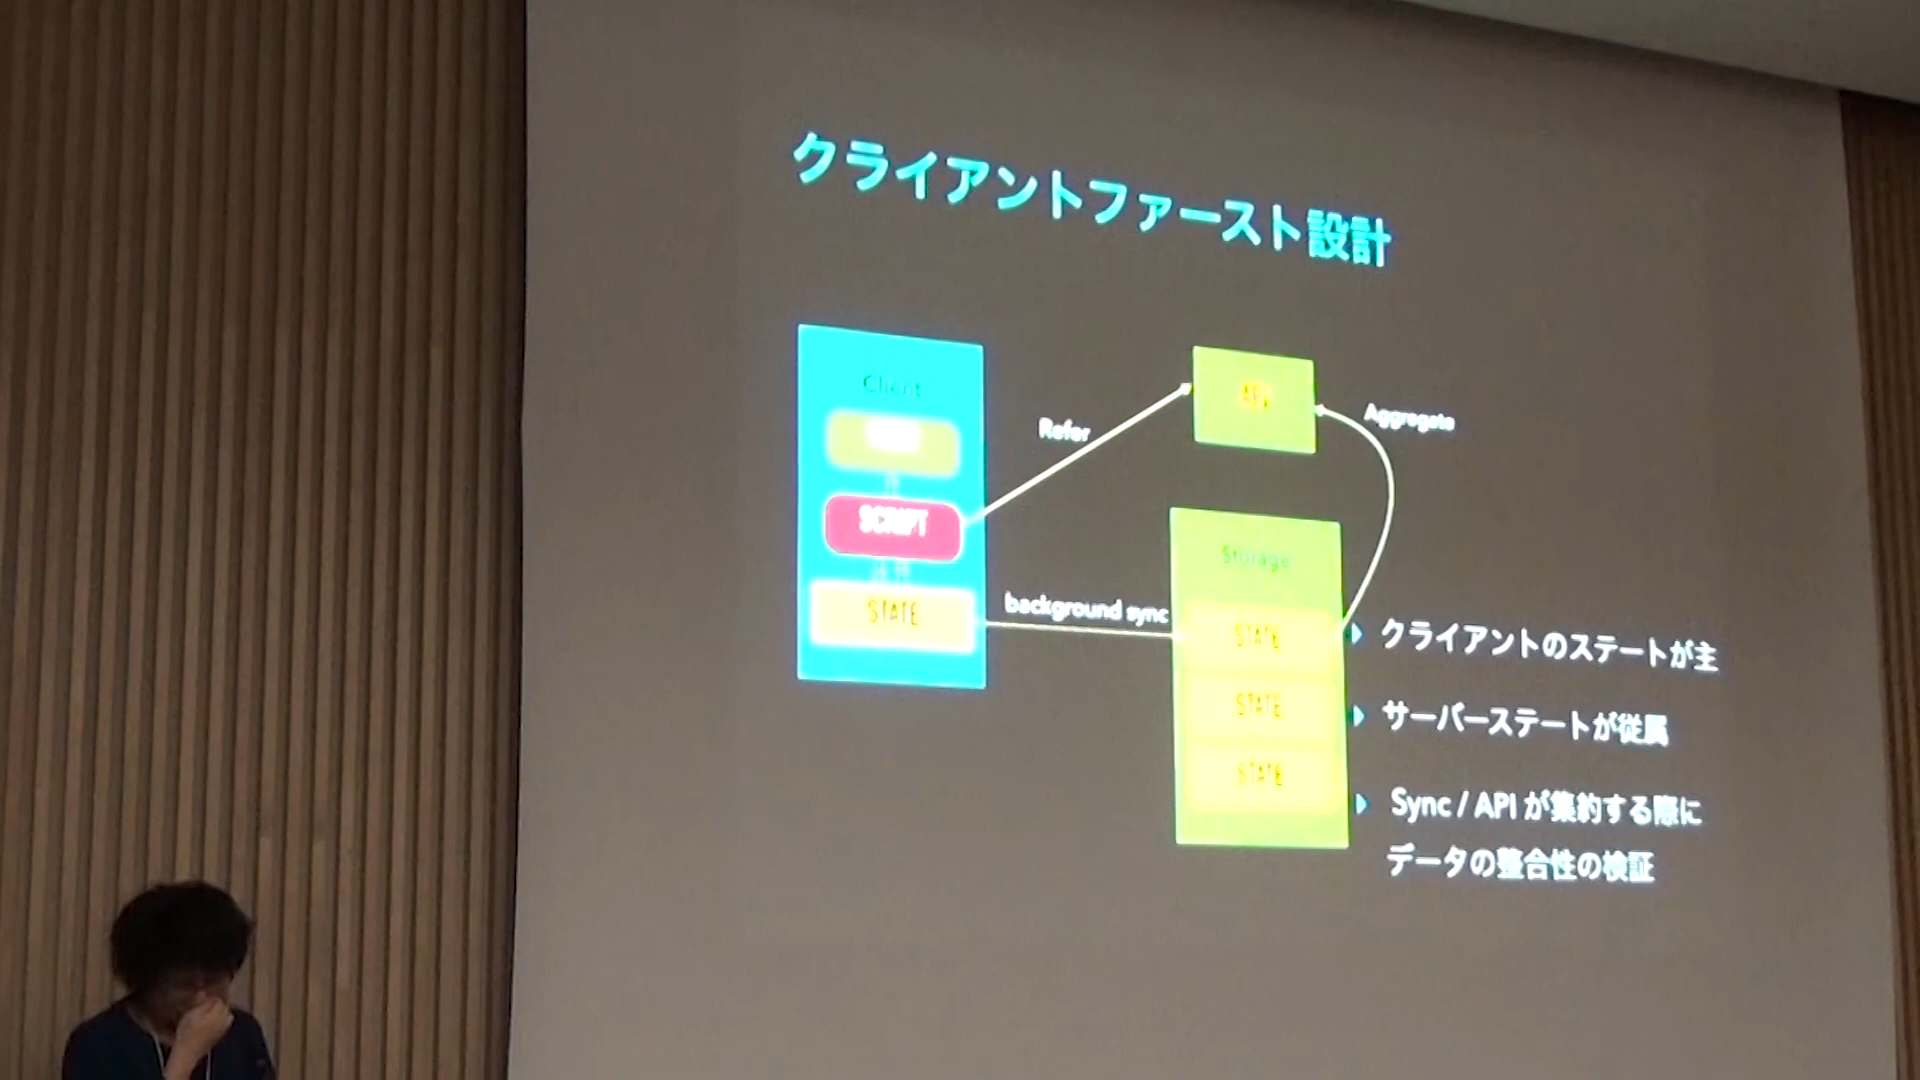 クライアントファースト設計
Client
SCRIPT
STATE
Refer
background sync
API
Aggregate
Storage
STATE
STATE
STATE
クライアントのステートが主
サーバーステートが従属
Sync / API が集約する際に
データの整合性の検証